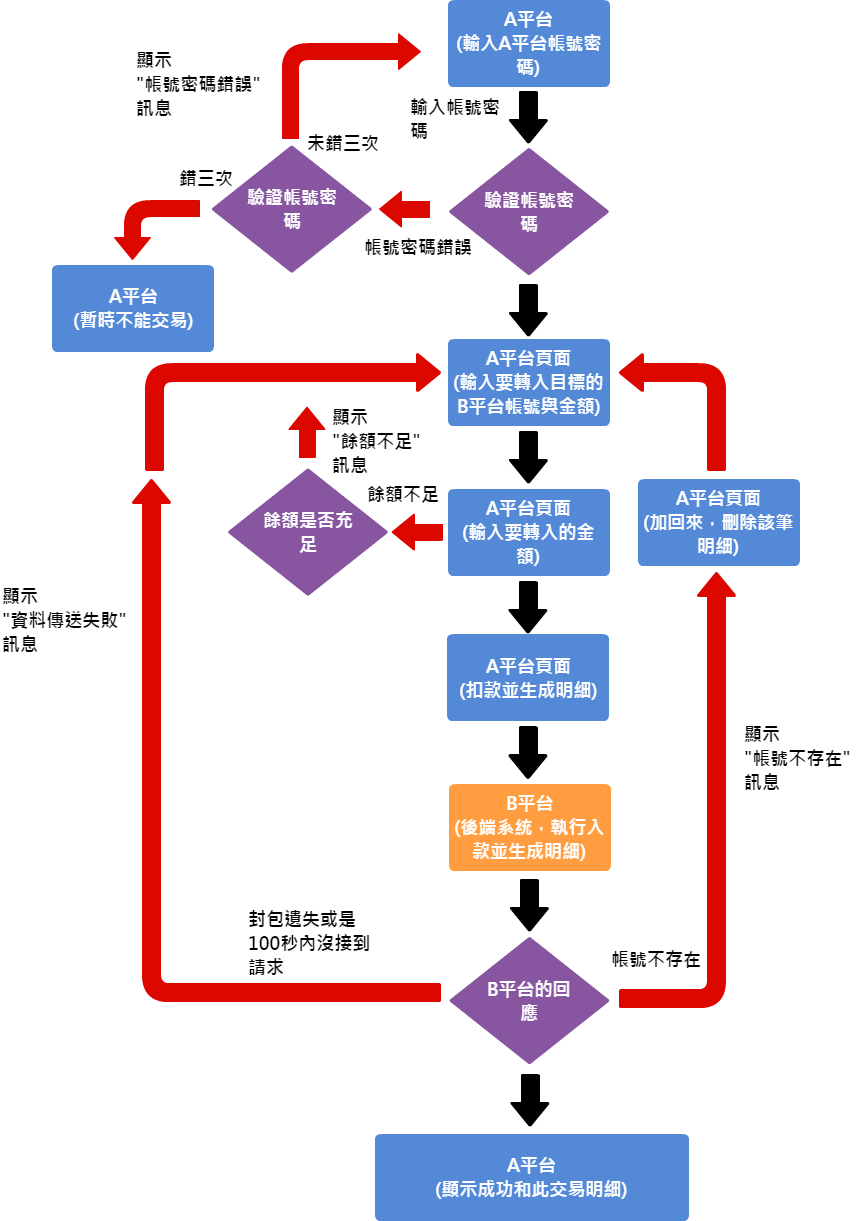 A平台
(輸入A平台帳號密
碼)
顯示
"帳號密碼錯誤"
訊息
輸入帳號密
碼
未錯三次
錯三次
驗證帳號密
碼
驗證帳號密
碼
帳號密碼錯誤
A平台
(暫時不能交易)
A平台頁面
(輸入要轉入目標的
B平台帳號與金額)
顯示
"餘額不足"
訊息
餘額不足
餘額是否充
足
A平台頁面
(輸入要轉入的金
額)
A平台頁面
(加回來，刪除該筆
明細)
顯示
"資料傳送失敗"
訊息
A平台頁面
(扣款並生成明細)
顯示
"帳號不存在"
訊息
B平台
(後端系統，執行入
款並生成明細)
封包遺失或是
100秒內沒接到
請求
帳號不存在
B平台的回
應
A平台
(顯示成功和此交易明細)